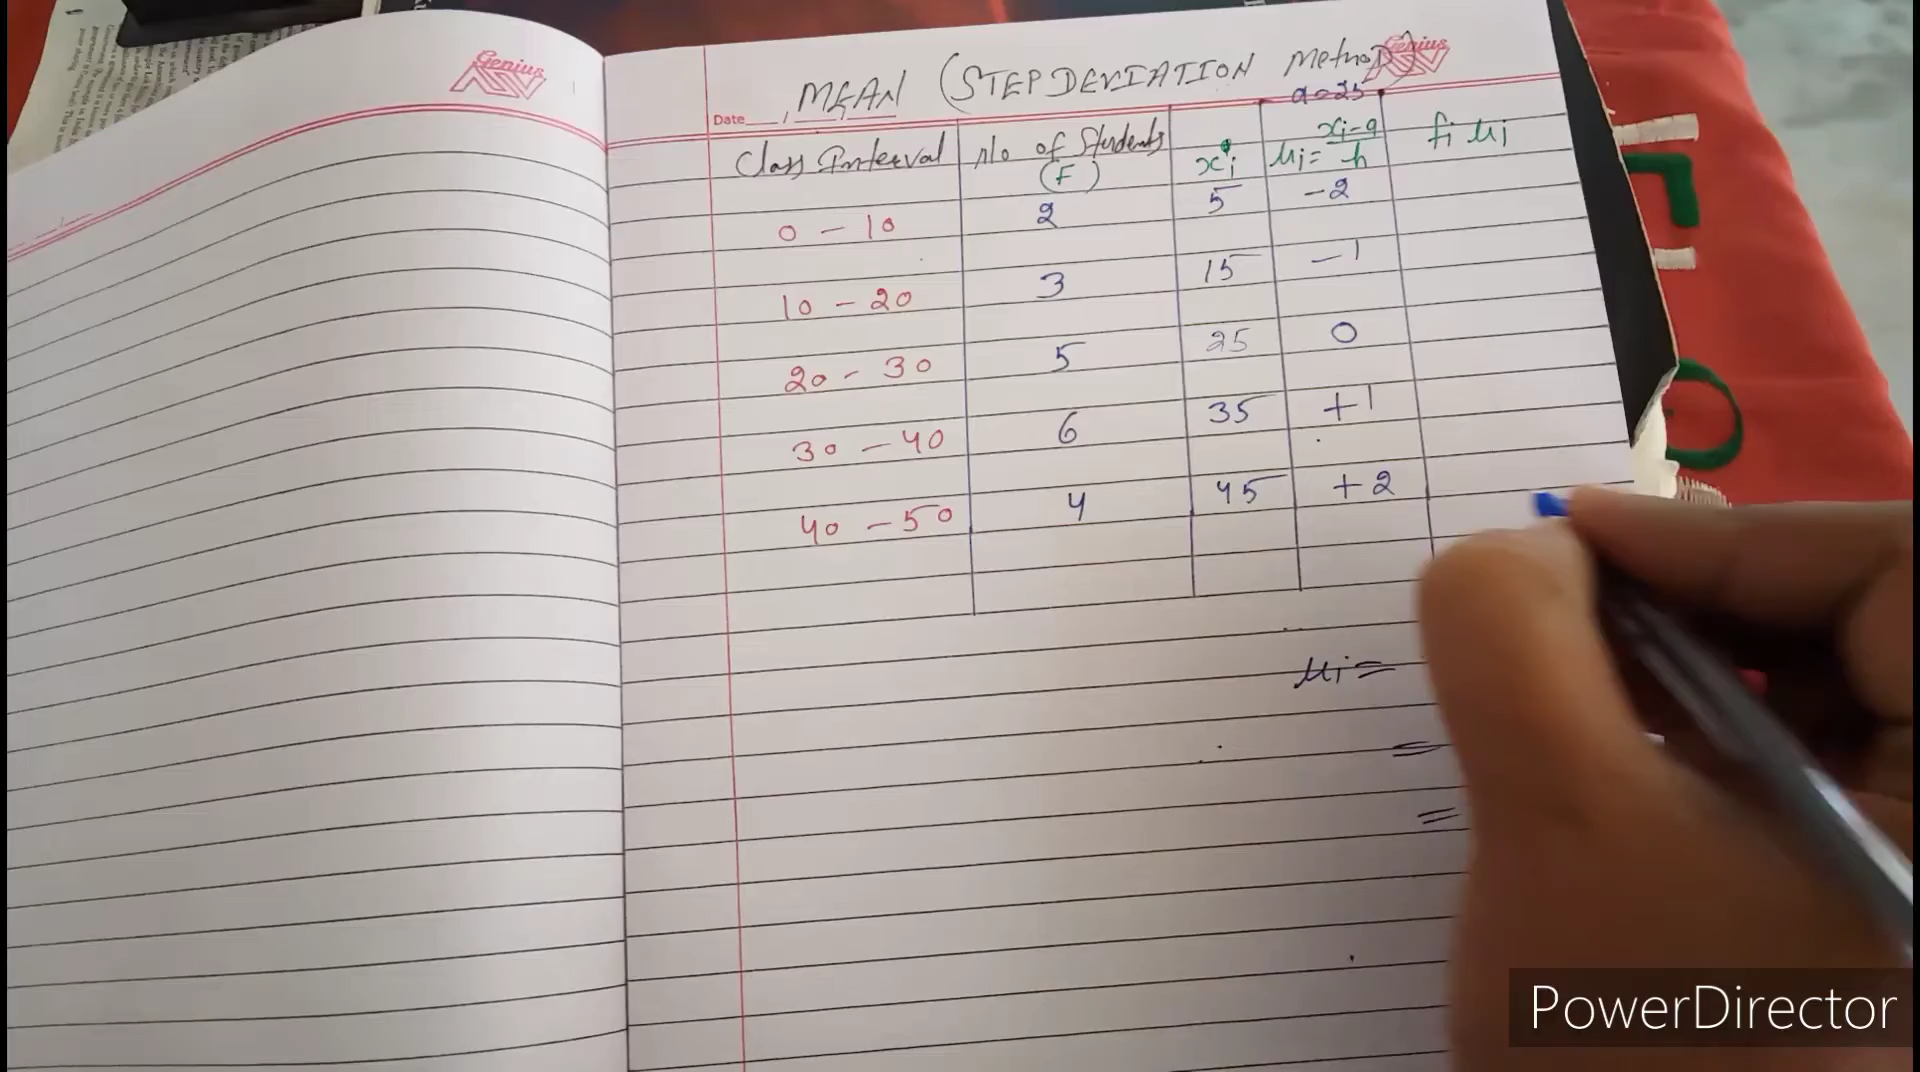 Genius
MEAN (STEP DEVIATION Method)
Genius
Date
a=25
Class Interval No of Students (F) xi ui = xi-a/h fi ui
0 - 10 2 5 -2
10 - 20 3 15 -1
20 - 30 5 25 0
30 - 40 6 35 +1
40 - 50 4 45 +2
ui =
=
=
PowerDirector